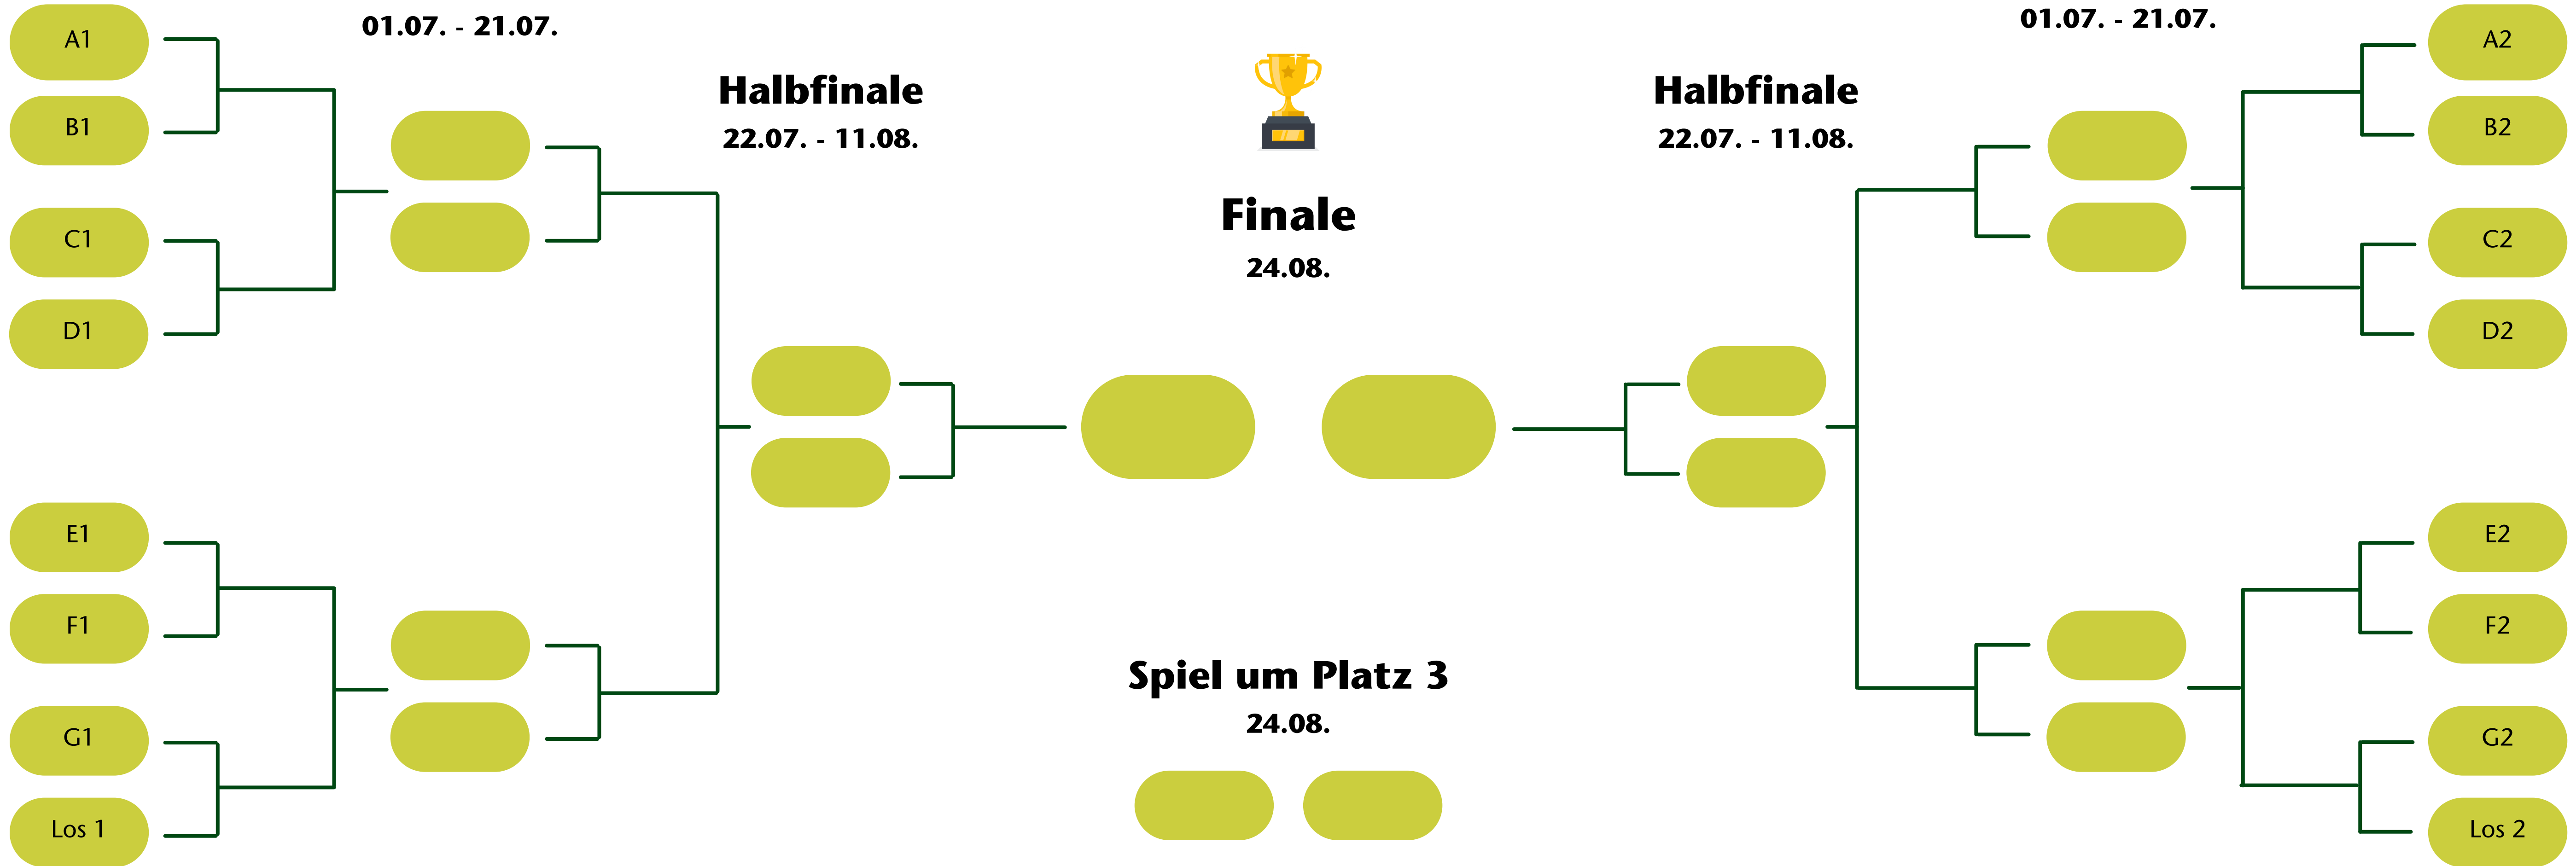 A1
B1
C1
D1
E1
F1
G1
Los 1
01.07. - 21.07.
Halbfinale
22.07. - 11.08.
Finale
24.08.
Spiel um Platz 3
24.08.
Halbfinale
22.07. - 11.08.
01.07. - 21.07.
A2
B2
C2
D2
E2
F2
G2
Los 2